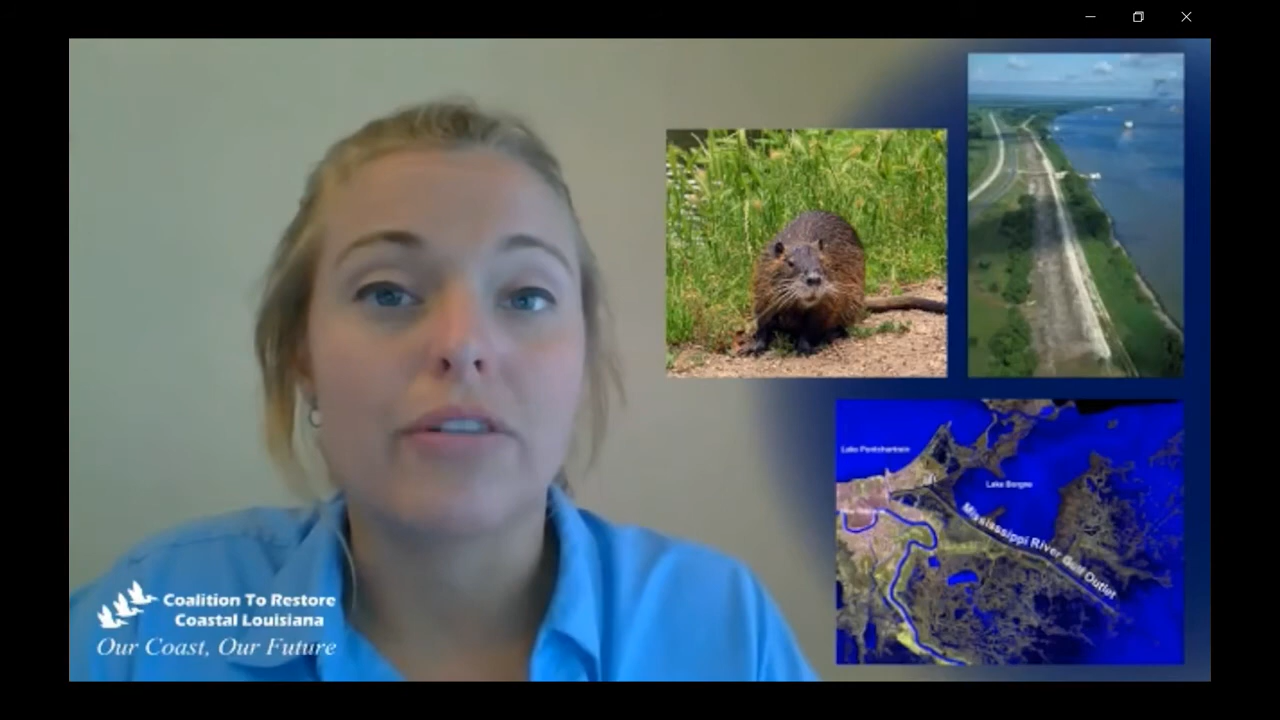 Lake Pontchartrain
Lake Borgne
Mississippi River Gulf Outlet
Coalition To Restore
Coastal Louisiana
Our Coast, Our Future